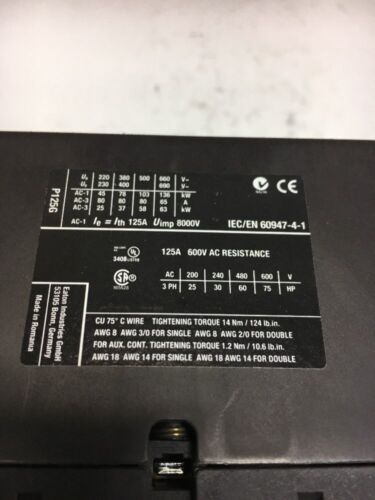 Ue 220 380 500 660 V~
Ue 230 400 690 V~
AC-1 45 78 103 136 kW
AC-3 80 80 80 65 A
AC-3 25 37 58 63 kW
AC-1 Ie = Ith 125A Uimp 8000V
IEC/EN 60947-4-1
P125G
CE
UL
LISTED
125A 600V AC RESISTANCE
AC 200 240 480 600 V
3 PH 25 30 60 75 HP
Eaton Industries GmbH
53105 Bonn, Germany
Made in Romania
CU 75° C WIRE TIGHTENING TORQUE 14 Nm / 124 lb.in.
AWG 8 AWG 3/0 FOR SINGLE AWG 8 AWG 2/0 FOR DOUBLE
FOR AUX. CONT. TIGHTENING TORQUE 1.2 Nm / 10.6 lb.in.
AWG 18 AWG 14 FOR SINGLE AWG 18 AWG 14 FOR DOUBLE